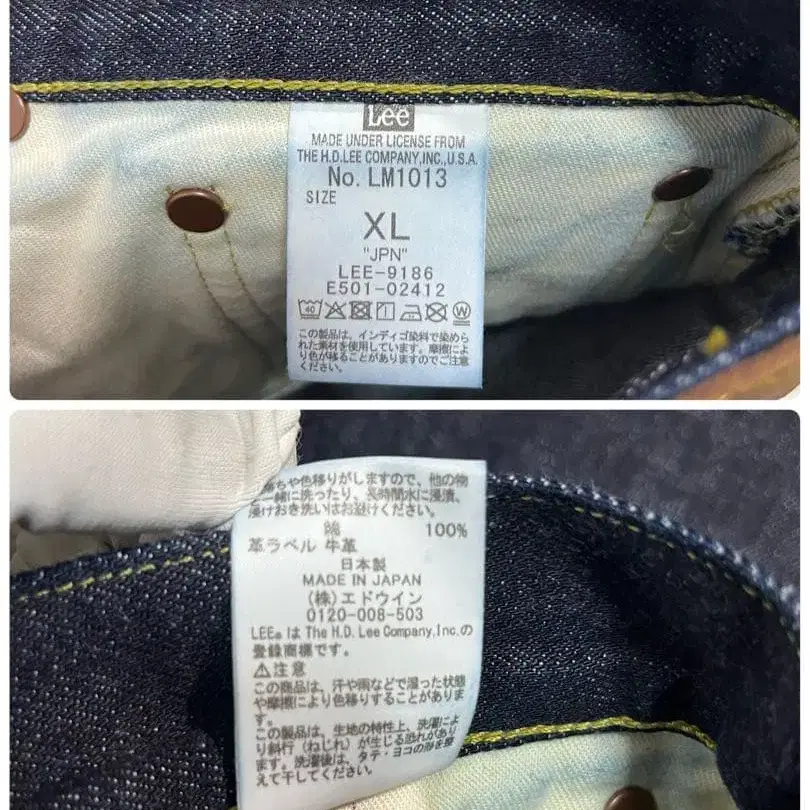 Lee
MADE UNDER LICENSE FROM
THE H.D.LEE COMPANY,INC.,U.S.A.
No. LM1013
SIZE
XL
"JPN"
LEE-9186
E501-02412
40
W
この製品は、インディゴ染料で染めら
れた素材を使用しています。摩擦によ
り色が移ることがありますのでご注意
ください。
落ちや色移りがしますので、他の物
と一緒に洗ったり、長時間水に浸漬、
浸けおき洗いはお避けください。
綿 100%
革ラベル 牛革
日本製
MADE IN JAPAN
(株)エドウイン
0120-008-503
LEE® は The H.D. Lee Company,Inc.の
登録商標です。
⚠注意
この商品は、汗や雨などで湿った状態
や摩擦により色移りすることがありま
す。
この製品は、生地の特性上、洗濯によ
り斜行(ねじれ)が生じる恐れがあり
ます。洗濯後は、タテ・ヨコの形を整
えて干してください。